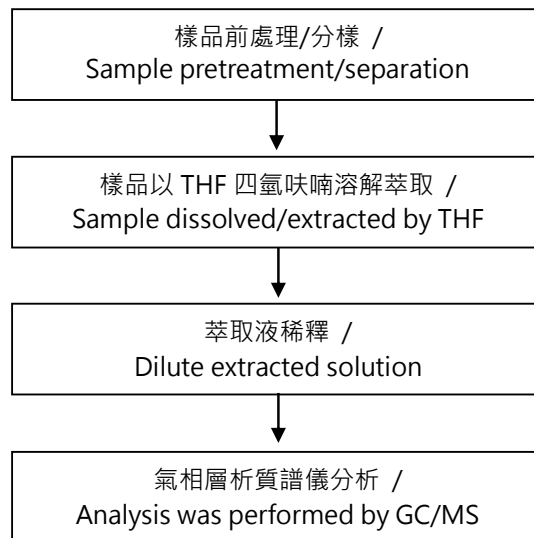 樣品前處理/分樣 /
Sample pretreatment/separation
樣品以 THF 四氫呋喃溶解萃取 /
Sample dissolved/extracted by THF
萃取液稀釋 /
Dilute extracted solution
氣相層析質譜儀分析 /
Analysis was performed by GC/MS